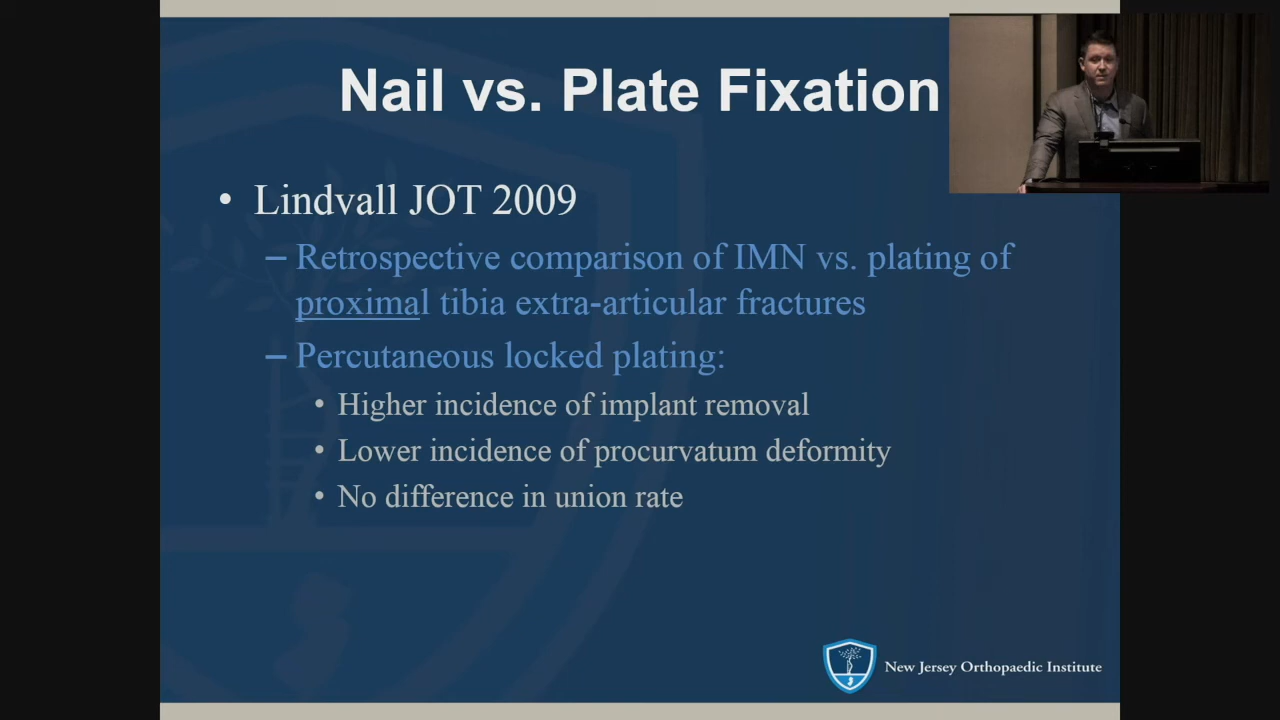 Nail vs. Plate Fixation
• Lindvall JOT 2009
– Retrospective comparison of IMN vs. plating of
proximal tibia extra-articular fractures
– Percutaneous locked plating:
• Higher incidence of implant removal
• Lower incidence of procurvatum deformity
• No difference in union rate
New Jersey Orthopaedic Institute